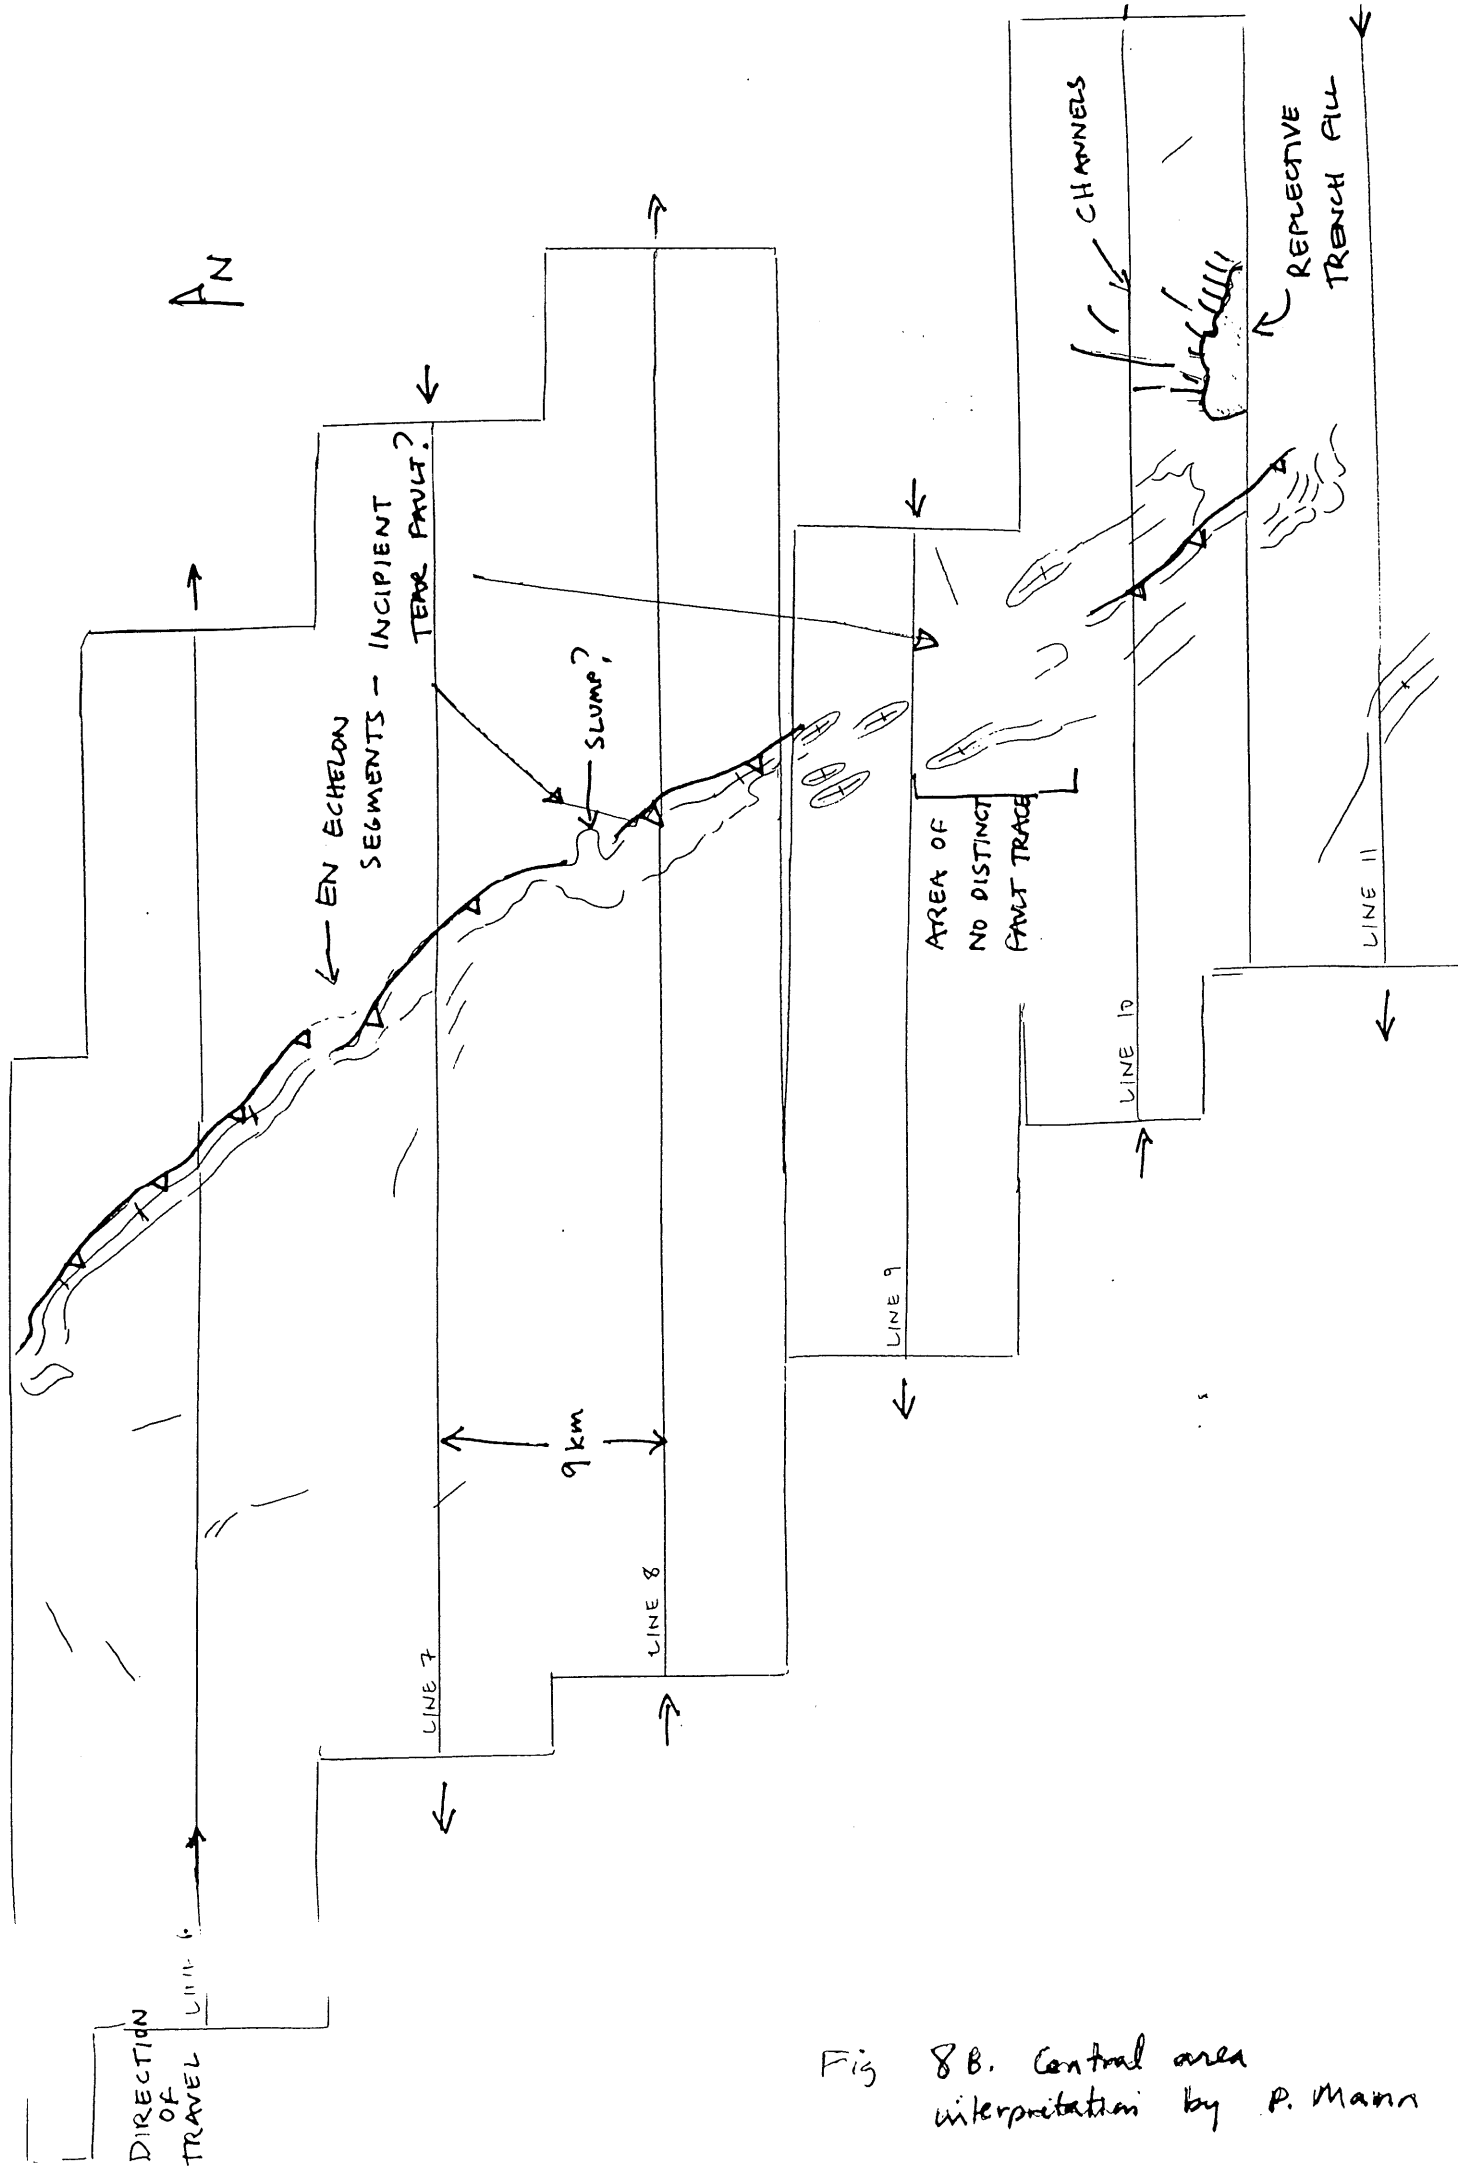 N
← EN ECHELON
SEGMENTS - INCIPIENT
TEAR FAULT?
← SLUMP?
CHANNELS
REFLECTIVE
TRENCH FILL
AREA OF
NO DISTINCT
FAULT TRACE
9 km
DIRECTION
OF
TRAVEL
LINE 7
LINE 8
LINE 9
LINE 10
LINE 11
Fig 8B. Central area
interpretation by P. Mann